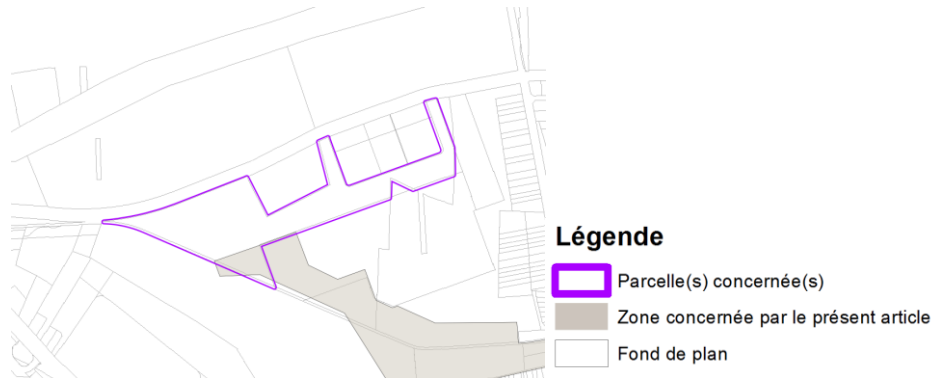 Légende
Parcelle(s) concernée(s)
Zone concernée par le présent article
Fond de plan